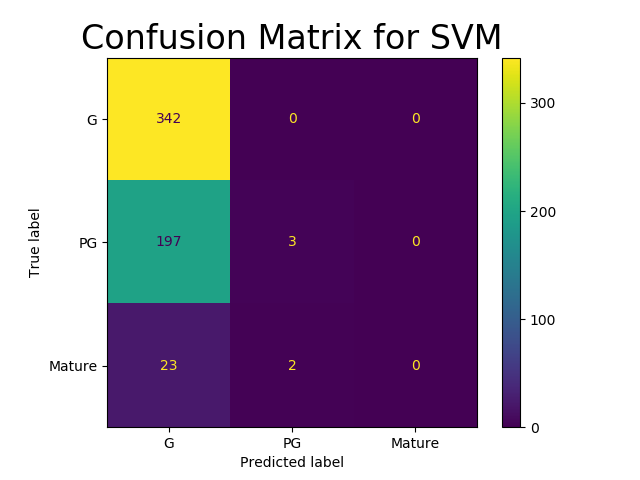 Confusion Matrix for SVM
G 342 0 0
PG 197 3 0
Mature 23 2 0
G PG Mature
Predicted label
True label
300
200
100
0